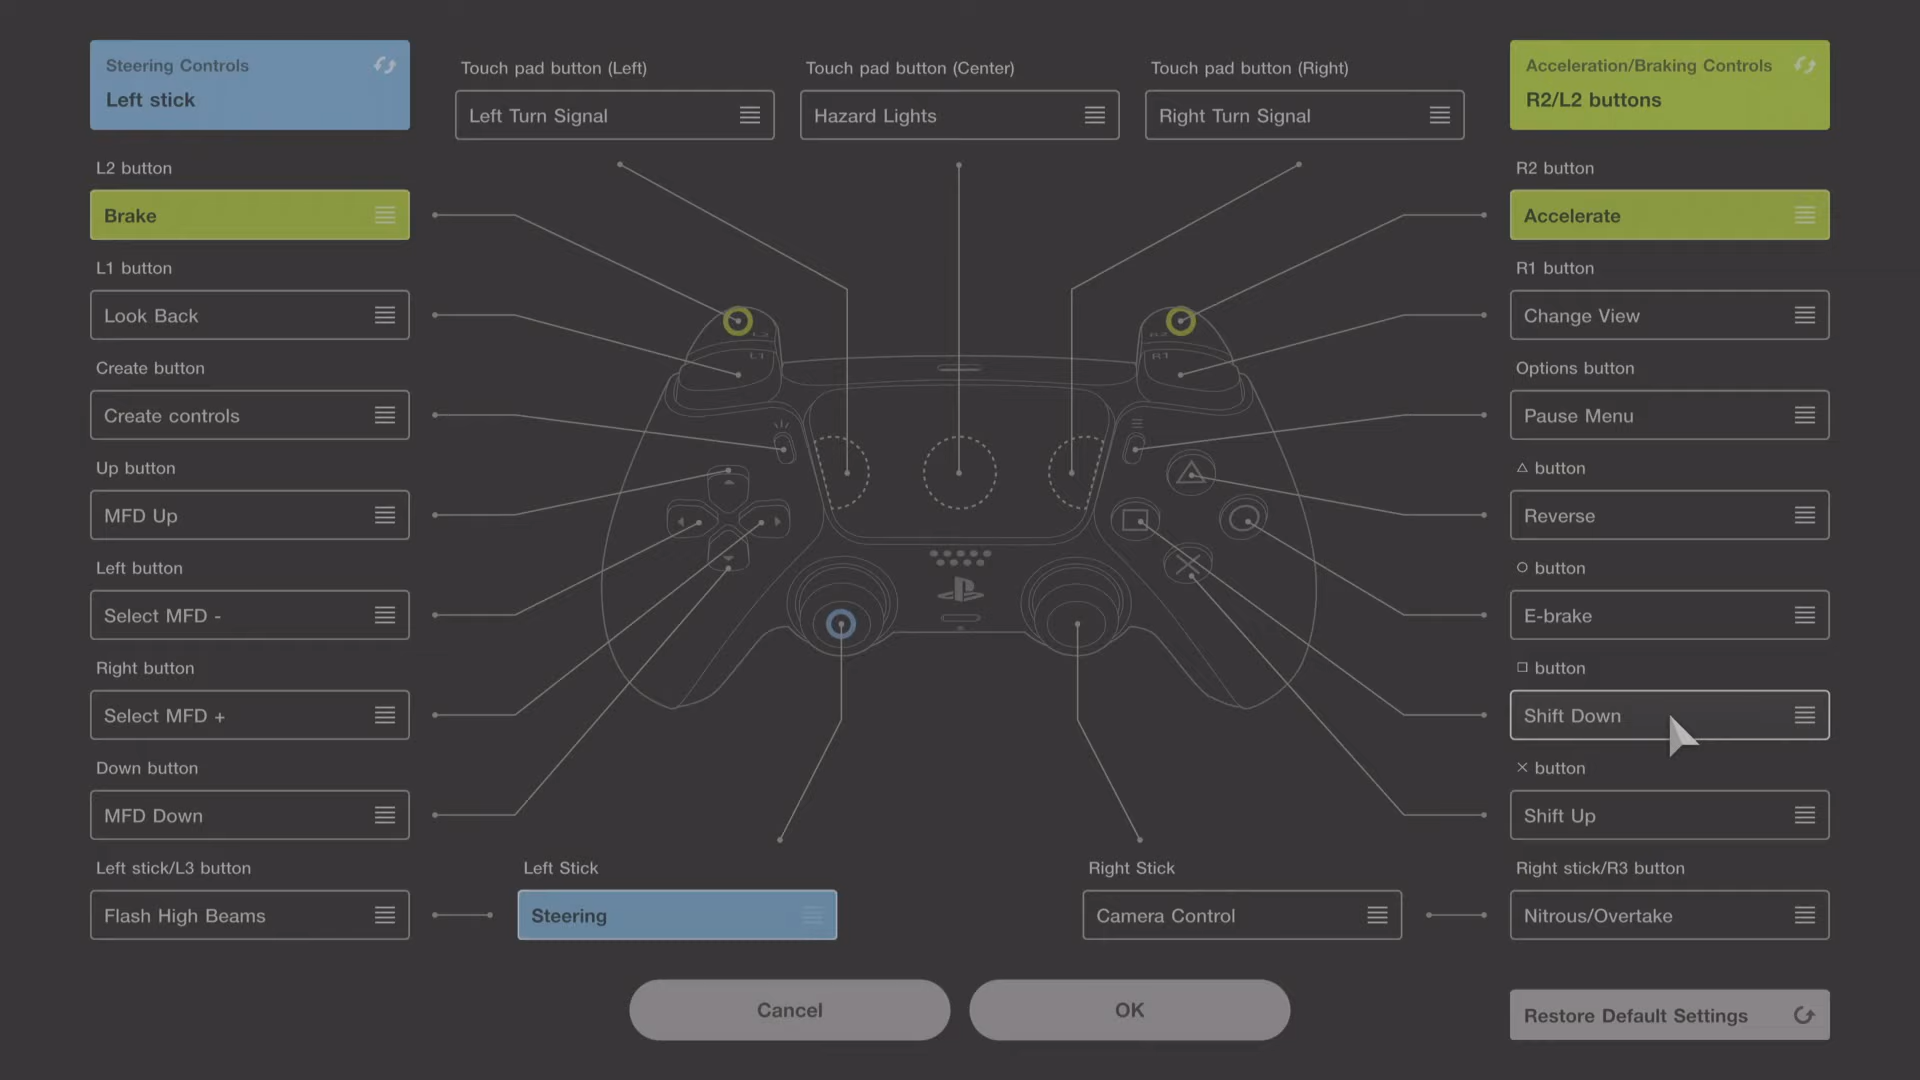 Steering Controls
Left stick
Touch pad button (Left)
Left Turn Signal
Touch pad button (Center)
Hazard Lights
Touch pad button (Right)
Right Turn Signal
Acceleration/Braking Controls
R2/L2 buttons
L2 button
Brake
L1 button
Look Back
Create button
Create controls
Up button
MFD Up
Left button
Select MFD -
Right button
Select MFD +
Down button
MFD Down
Left stick/L3 button
Flash High Beams
L2
L1
R2
R1
Left Stick
Steering
Right Stick
Camera Control
R2 button
Accelerate
R1 button
Change View
Options button
Pause Menu
△ button
Reverse
○ button
E-brake
□ button
Shift Down
× button
Shift Up
Right stick/R3 button
Nitrous/Overtake
Cancel
OK
Restore Default Settings